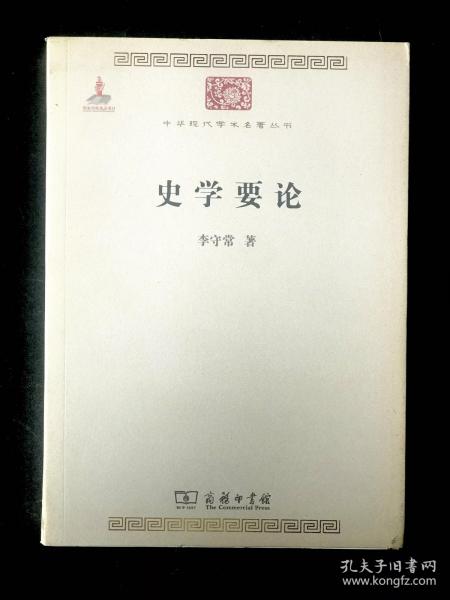 中华现代学术名著丛书
史学要论
李守常 著
商务印书馆
The Commercial Press
孔夫子旧书网
www.kongfz.com